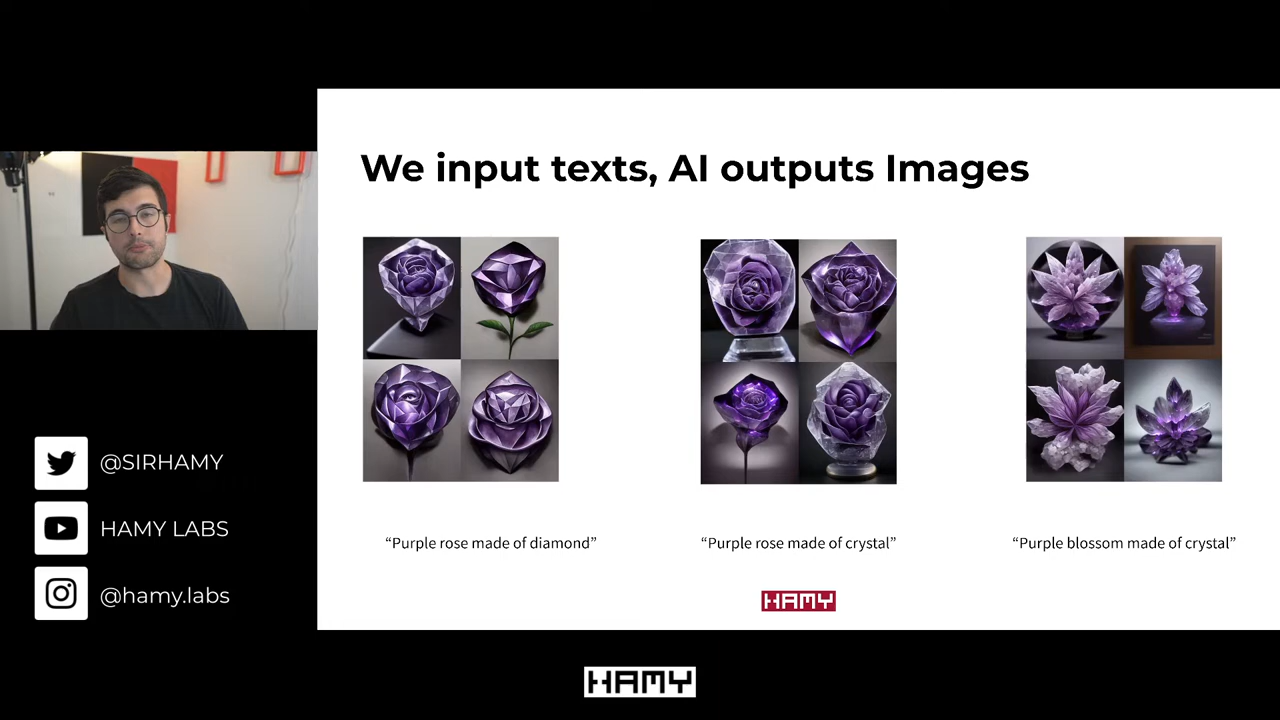 We input texts, AI outputs Images
“Purple rose made of diamond”
“Purple rose made of crystal”
“Purple blossom made of crystal”
HAMY
@SIRHAMY
HAMY LABS
@hamy.labs
HAMY